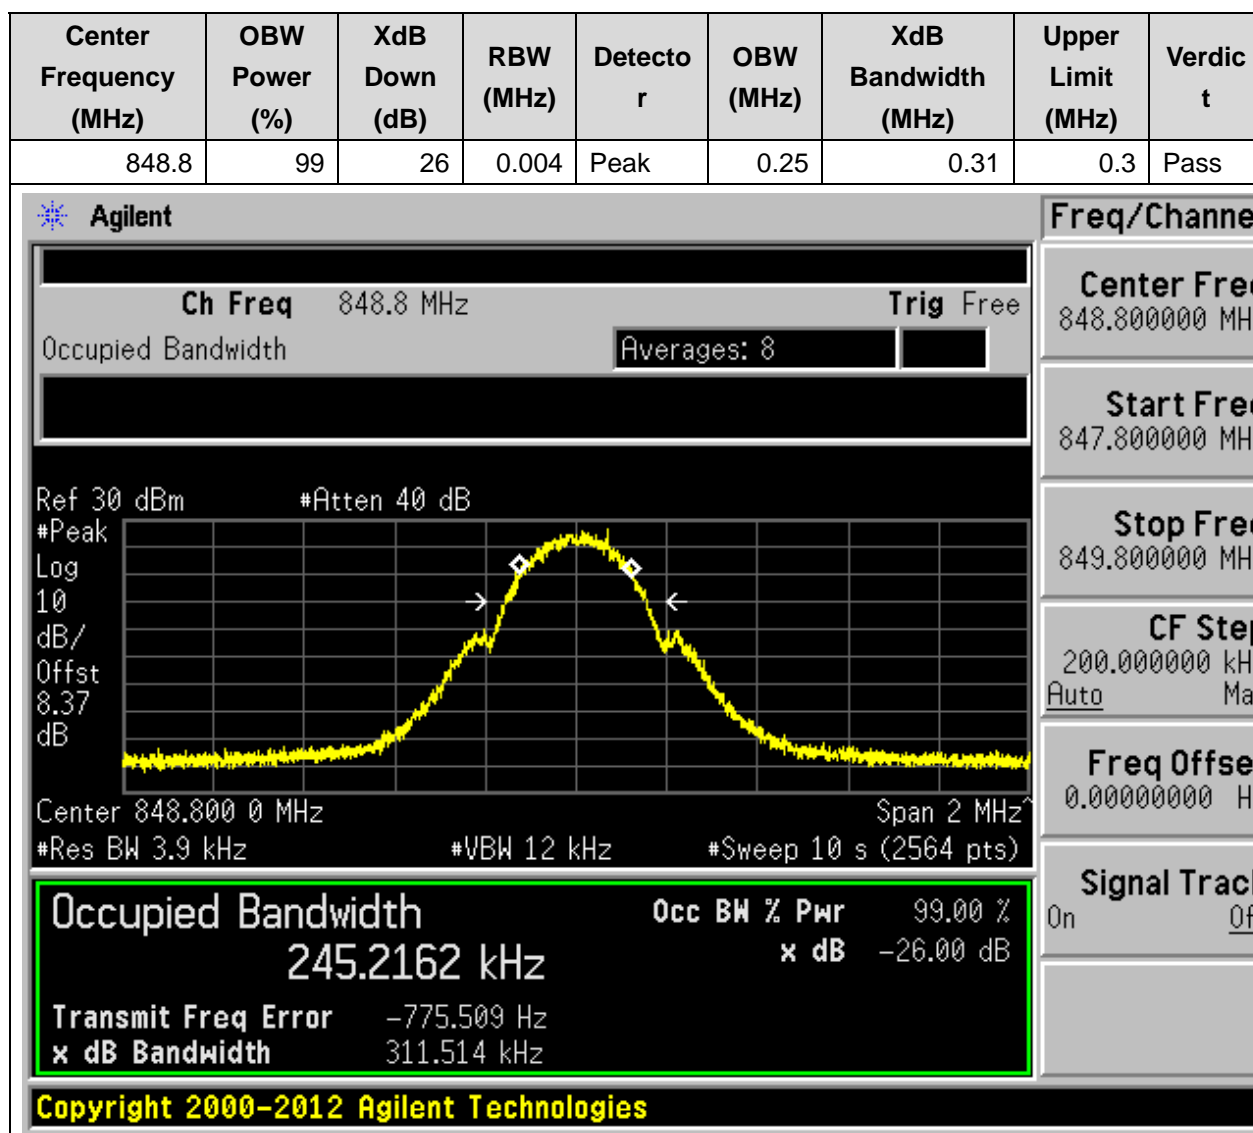 Center Frequency (MHz) OBW Power (%) XdB Down (dB) RBW (MHz) Detecto r OBW (MHz) XdB Bandwidth (MHz) Upper Limit (MHz) Verdic t
848.8 99 26 0.004 Peak 0.25 0.31 0.3 Pass
Agilent
Freq/Channe
Ch Freq 848.8 MHz Trig Free
Occupied Bandwidth Averages: 8
Center Fre
848.800000 MH
Start Fre
847.800000 MH
Stop Fre
849.800000 MH
CF Ste
200.000000 kH
Auto Ma
Freq Offse
0.00000000 H
Signal Trac
On Of
Ref 30 dBm #Atten 40 dB
#Peak
Log
10
dB/
Offst
8.37
dB
Center 848.800 0 MHz Span 2 MHz^
#Res BW 3.9 kHz #VBW 12 kHz #Sweep 10 s (2564 pts)
Occupied Bandwidth Occ BW % Pwr 99.00 %
245.2162 kHz x dB -26.00 dB
Transmit Freq Error -775.509 Hz
x dB Bandwidth 311.514 kHz
Copyright 2000-2012 Agilent Technologies